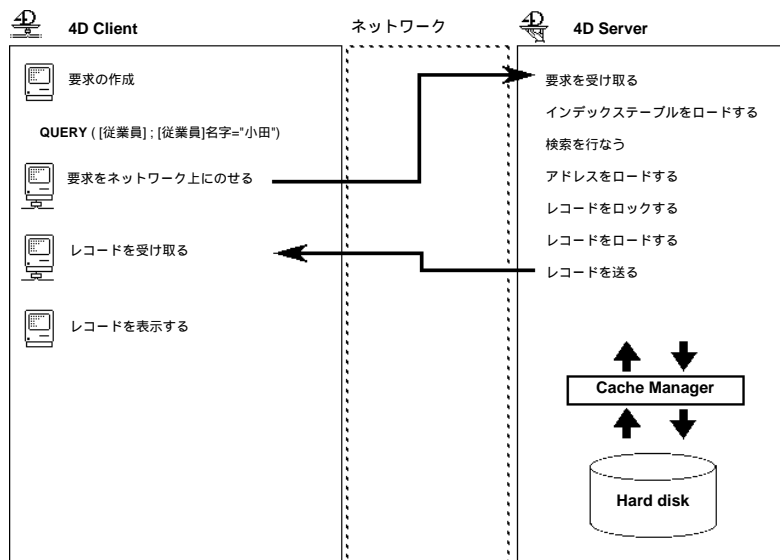 4D Client
ネットワーク
4D Server
要求の作成
QUERY ( [従業員] ; [従業員]名字="小田")
要求をネットワーク上にのせる
レコードを受け取る
レコードを表示する
要求を受け取る
インデックステーブルをロードする
検索を行なう
アドレスをロードする
レコードをロックする
レコードをロードする
レコードを送る
Cache Manager
Hard disk